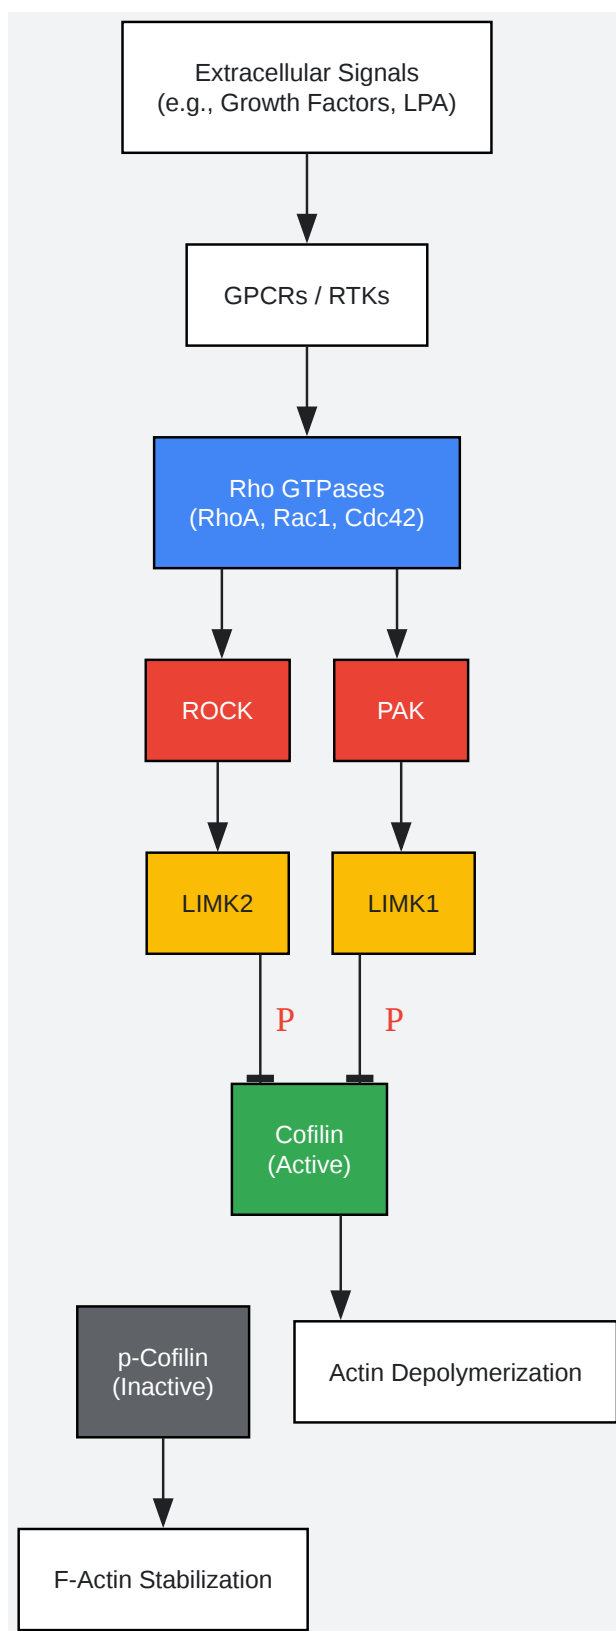 Extracellular Signals
(e.g., Growth Factors, LPA)
GPCRs / RTKs
Rho GTPases
(RhoA, Rac1, Cdc42)
ROCK
PAK
LIMK2
LIMK1
P
P
Cofilin
(Active)
p-Cofilin
(Inactive)
Actin Depolymerization
F-Actin Stabilization